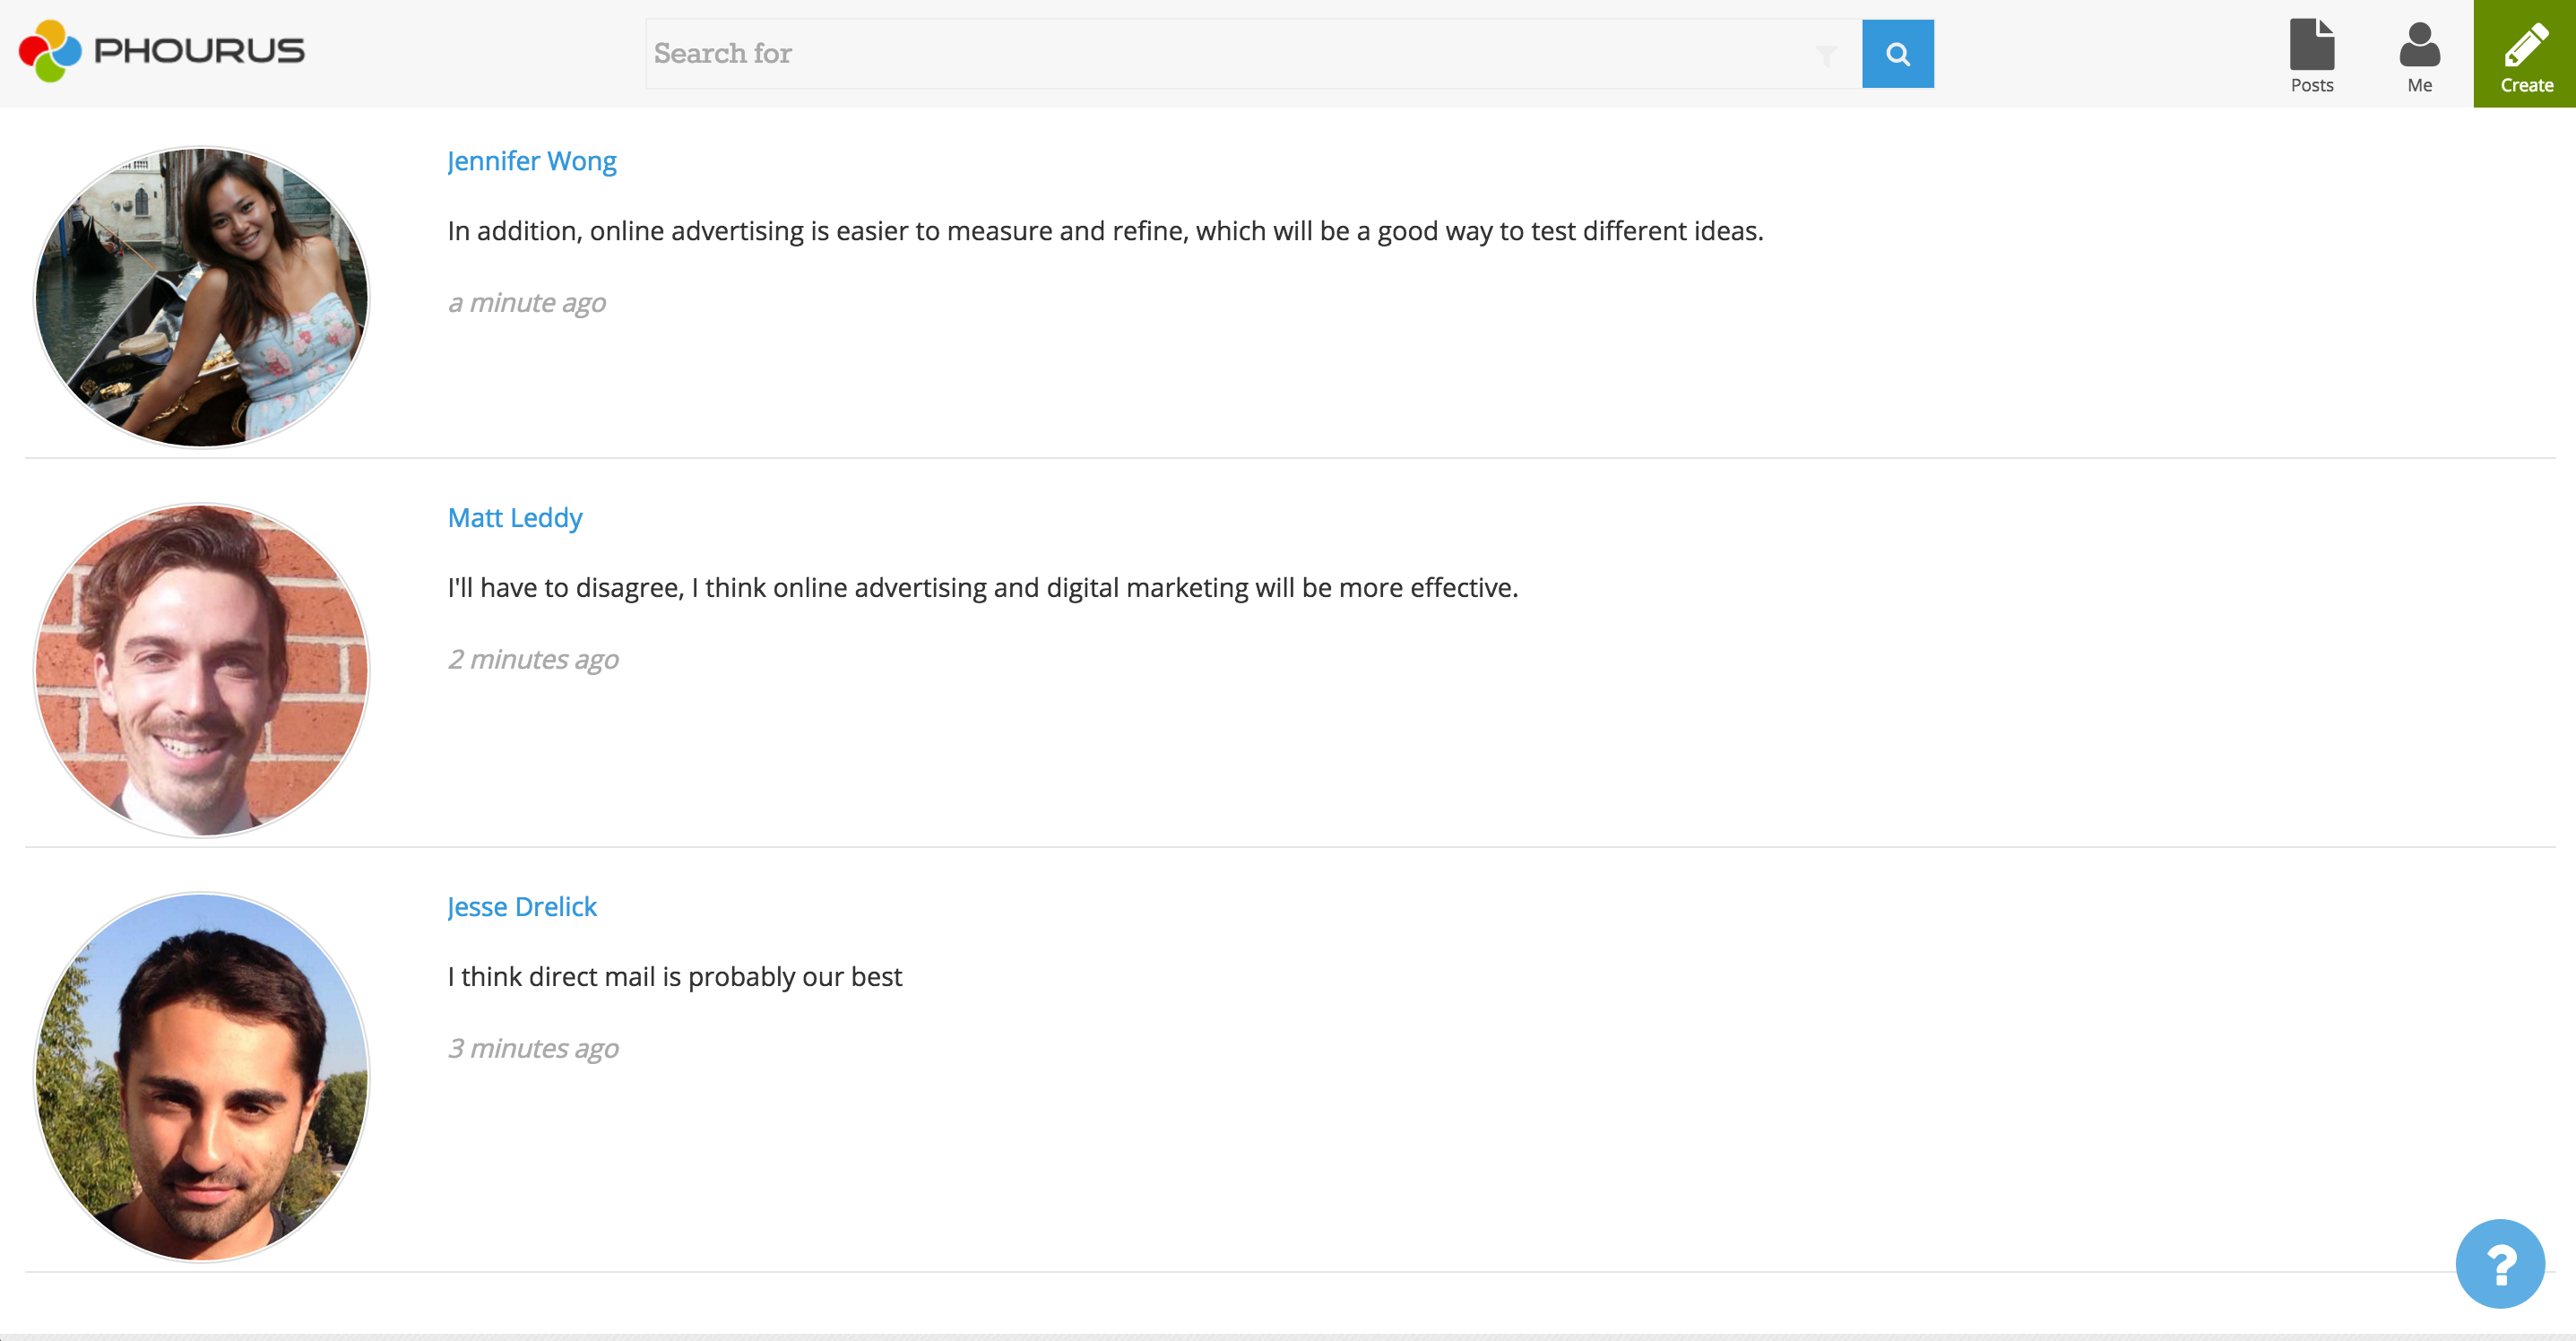 PHOURUS
Search for
Posts
Me
Create
Jennifer Wong
In addition, online advertising is easier to measure and refine, which will be a good way to test different ideas.
a minute ago
Matt Leddy
I'll have to disagree, I think online advertising and digital marketing will be more effective.
2 minutes ago
Jesse Drelick
I think direct mail is probably our best
3 minutes ago
?